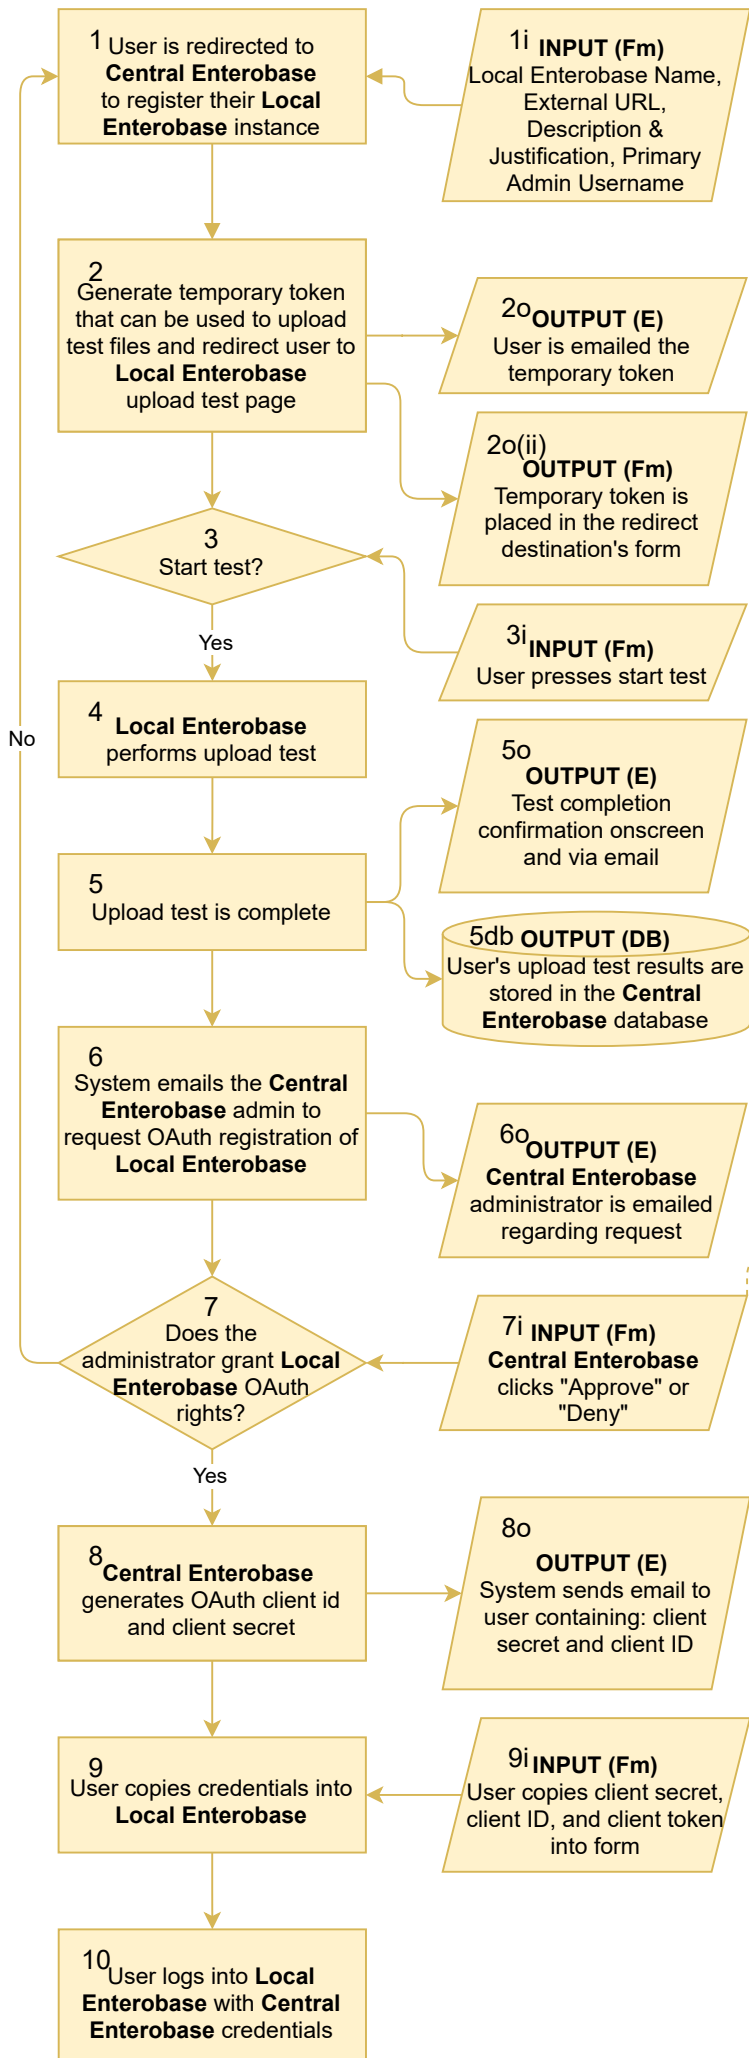 1 User is redirected to
Central Enterobase
to register their Local
Enterobase instance
1i INPUT (Fm)
Local Enterobase Name,
External URL,
Description &
Justification, Primary
Admin Username
2
Generate temporary token
that can be used to upload
test files and redirect user to
Local Enterobase
upload test page
2o OUTPUT (E)
User is emailed the
temporary token
2o(ii)
OUTPUT (Fm)
Temporary token is
placed in the redirect
destination's form
3
Start test?
3i INPUT (Fm)
User presses start test
Yes
4 Local Enterobase
performs upload test
No
5o
OUTPUT (E)
Test completion
confirmation onscreen
and via email
5
Upload test is complete
5db OUTPUT (DB)
User's upload test results are
stored in the Central
Enterobase database
6
System emails the Central
Enterobase admin to
request OAuth registration of
Local Enterobase
6o OUTPUT (E)
Central Enterobase
administrator is emailed
regarding request
7
Does the
administrator grant Local
Enterobase OAuth
rights?
7i INPUT (Fm)
Central Enterobase
clicks "Approve" or
"Deny"
Yes
8 Central Enterobase
generates OAuth client id
and client secret
8o
OUTPUT (E)
System sends email to
user containing: client
secret and client ID
9
User copies credentials into
Local Enterobase
9i INPUT (Fm)
User copies client secret,
client ID, and client token
into form
10 User logs into Local
Enterobase with Central
Enterobase credentials